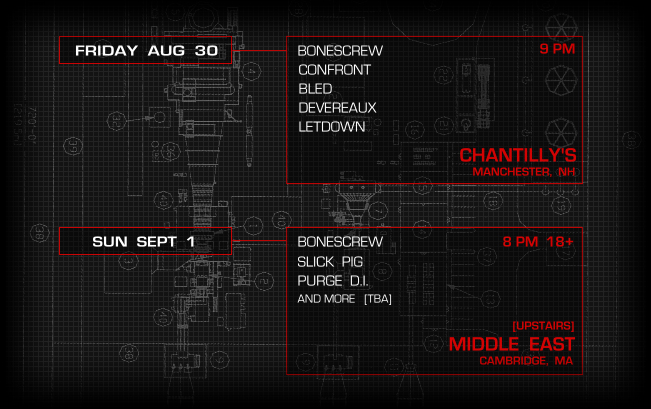 FRIDAY AUG 30
BONESCREW
CONFRONT
BLED
DEVEREAUX
LETDOWN
9 PM
CHANTILLY'S
MANCHESTER, NH
SUN SEPT 1
BONESCREW
SLICK PIG
PURGE D.I.
AND MORE [TBA]
8 PM 18+
[UPSTAIRS]
MIDDLE EAST
CAMBRIDGE, MA